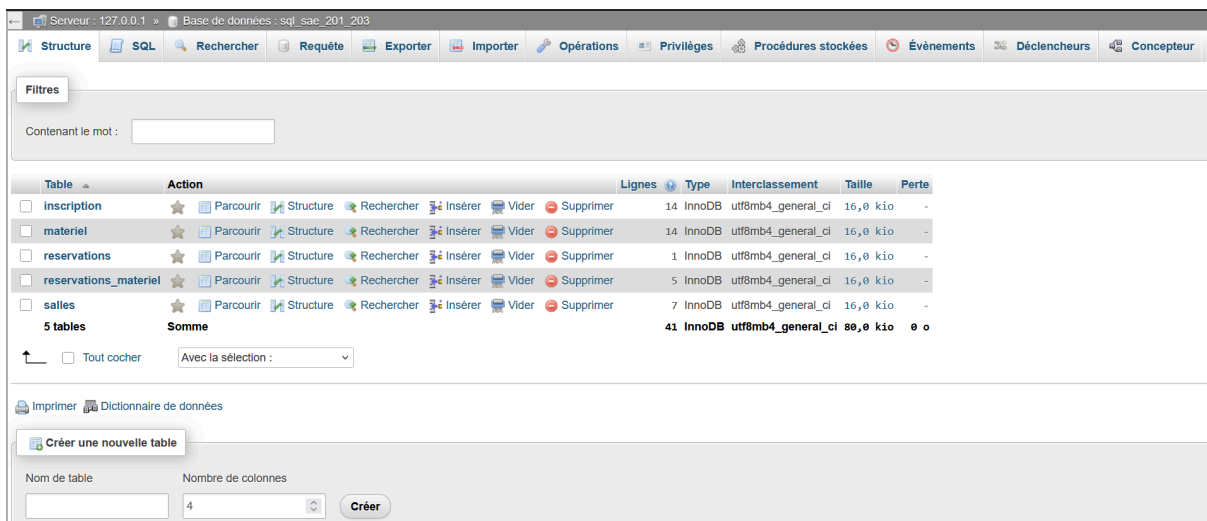 Serveur : 127.0.0.1 » Base de données : sql_sae_201_203
Structure SQL Rechercher Requête Exporter Importer Opérations Privilèges Procédures stockées Évènements Déclencheurs Concepteur
Filtres
Contenant le mot :
Table Action Lignes Type Interclassement Taille Perte
inscription Parcourir Structure Rechercher Insérer Vider Supprimer 14 InnoDB utf8mb4_general_ci 16,0 kio -
materiel Parcourir Structure Rechercher Insérer Vider Supprimer 14 InnoDB utf8mb4_general_ci 16,0 kio -
reservations Parcourir Structure Rechercher Insérer Vider Supprimer 1 InnoDB utf8mb4_general_ci 16,0 kio -
reservations_materiel Parcourir Structure Rechercher Insérer Vider Supprimer 5 InnoDB utf8mb4_general_ci 16,0 kio -
salles Parcourir Structure Rechercher Insérer Vider Supprimer 7 InnoDB utf8mb4_general_ci 16,0 kio -
5 tables Somme 41 InnoDB utf8mb4_general_ci 80,0 kio 0 o
Tout cocher Avec la sélection :
Imprimer Dictionnaire de données
Créer une nouvelle table
Nom de table Nombre de colonnes
4 Créer